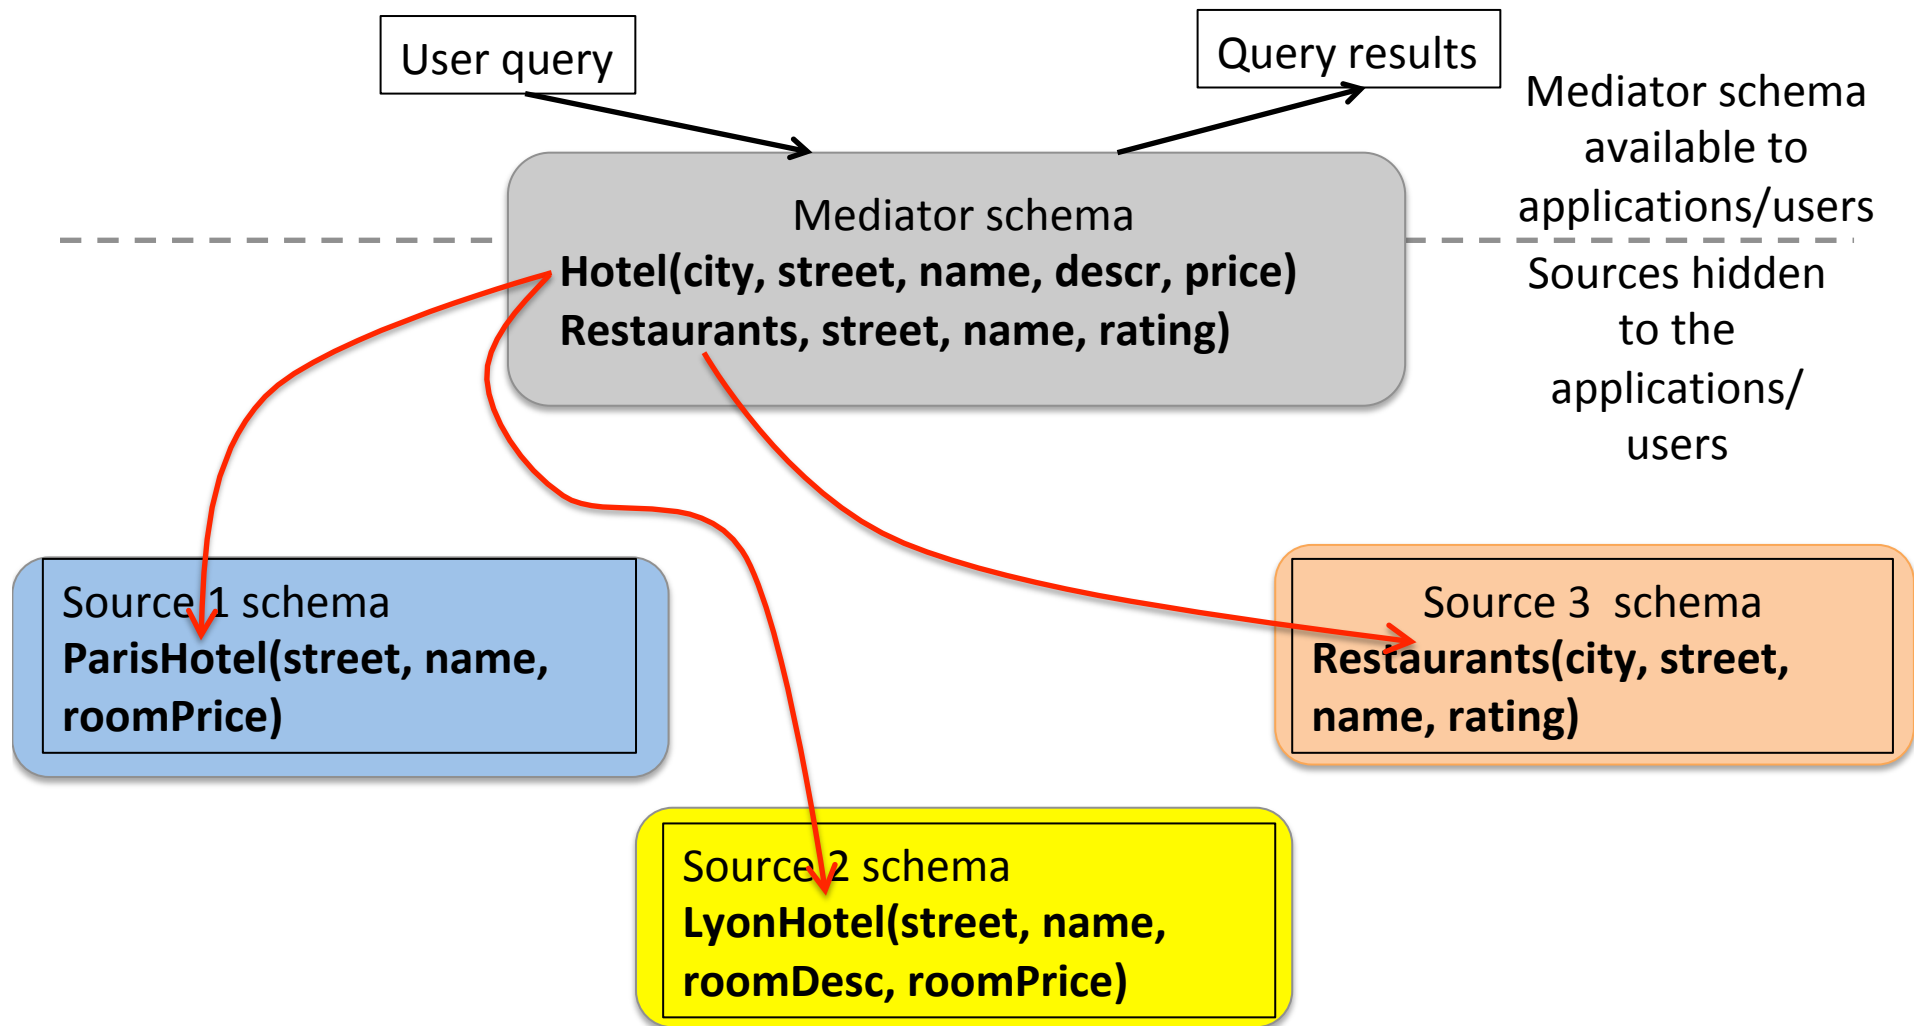 User query
Query results
Mediator schema
available to
applications/users
Mediator schema
Hotel(city, street, name, descr, price)
Restaurants, street, name, rating)
Sources hidden
to the
applications/
users
Source 1 schema
ParisHotel(street, name,
roomPrice)
Source 3  schema
Restaurants(city, street,
name, rating)
Source 2 schema
LyonHotel(street, name,
roomDesc, roomPrice)